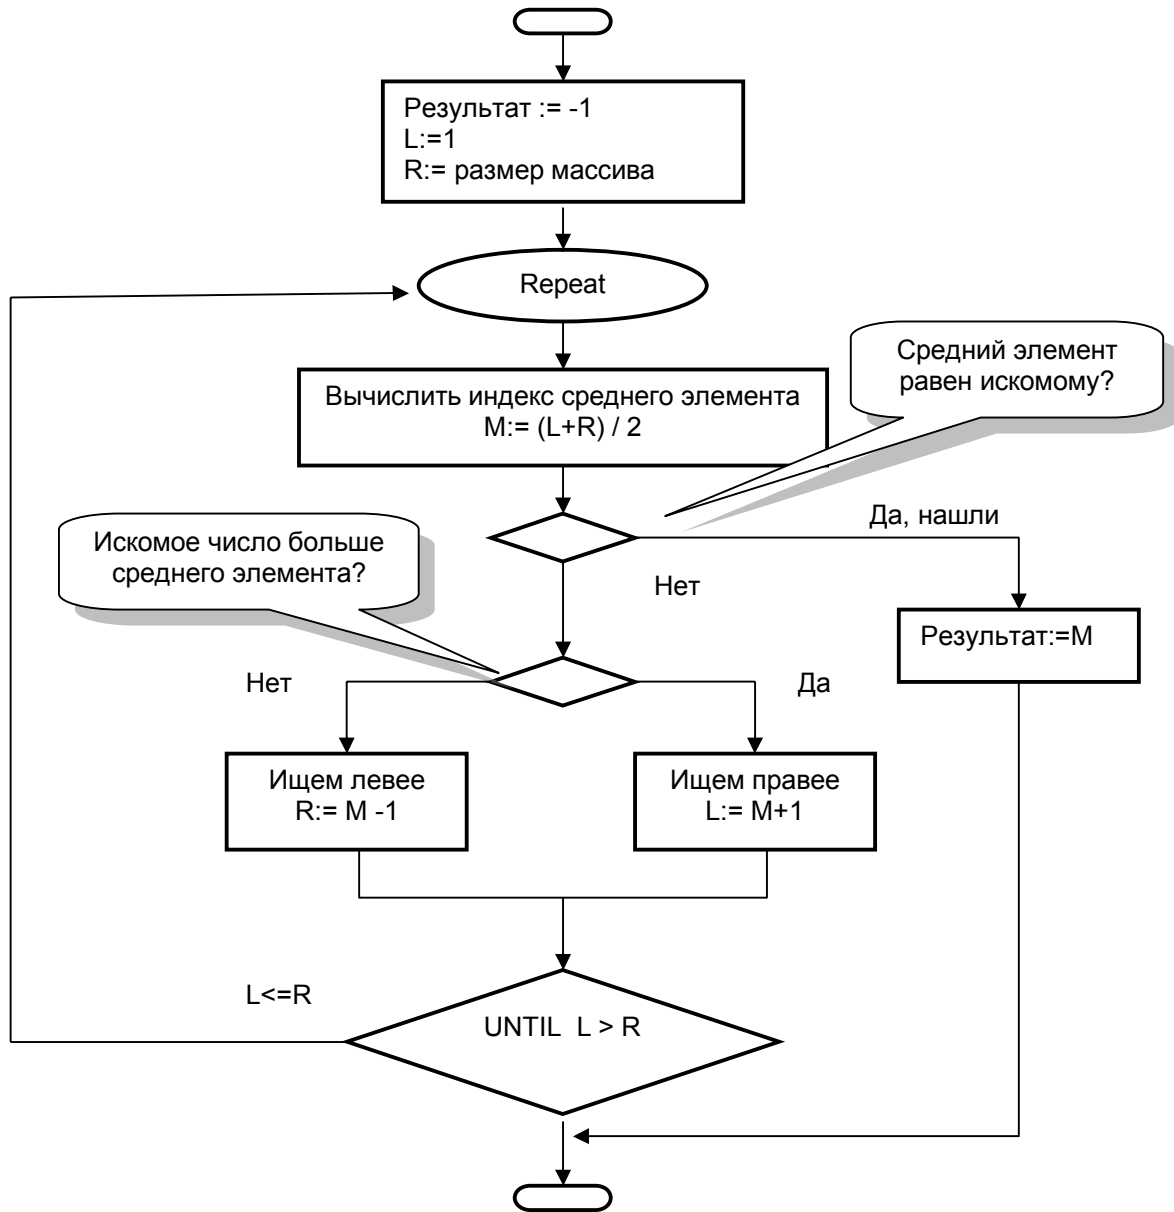 Результат := -1
L:=1
R:= размер массива
Repeat
Средний элемент
равен искомому?
Вычислить индекс среднего элемента
M:= (L+R) / 2
Да, нашли
Искомое число больше
среднего элемента?
Нет
Результат:=M
Нет
Да
Ищем левее
R:= M -1
Ищем правее
L:= M+1
L<=R
UNTIL L > R